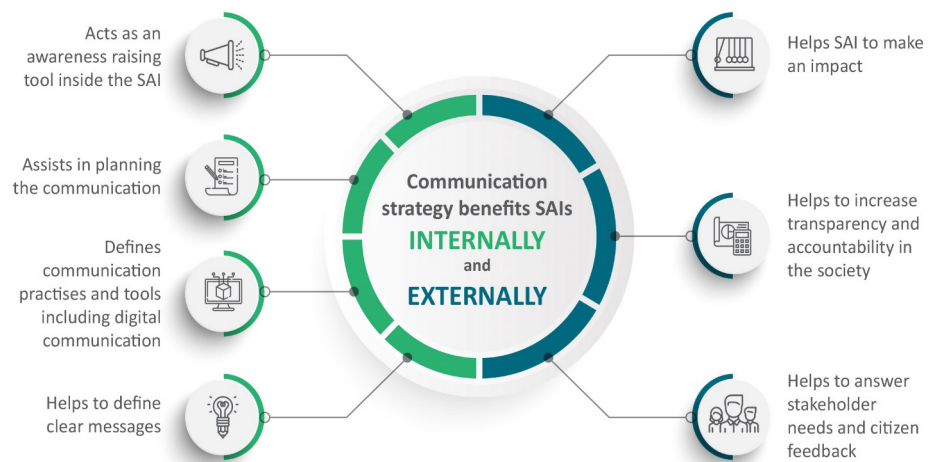 Acts as an
awareness raising
tool inside the SAI
Assists in planning
the communication
Defines
communication
practises and tools
including digital
communication
Helps to define
clear messages
Communication
strategy benefits SAIs
INTERNALLY
and
EXTERNALLY
Helps SAI to make
an impact
Helps to increase
transparency and
accountability in
the society
Helps to answer
stakeholder
needs and citizen
feedback